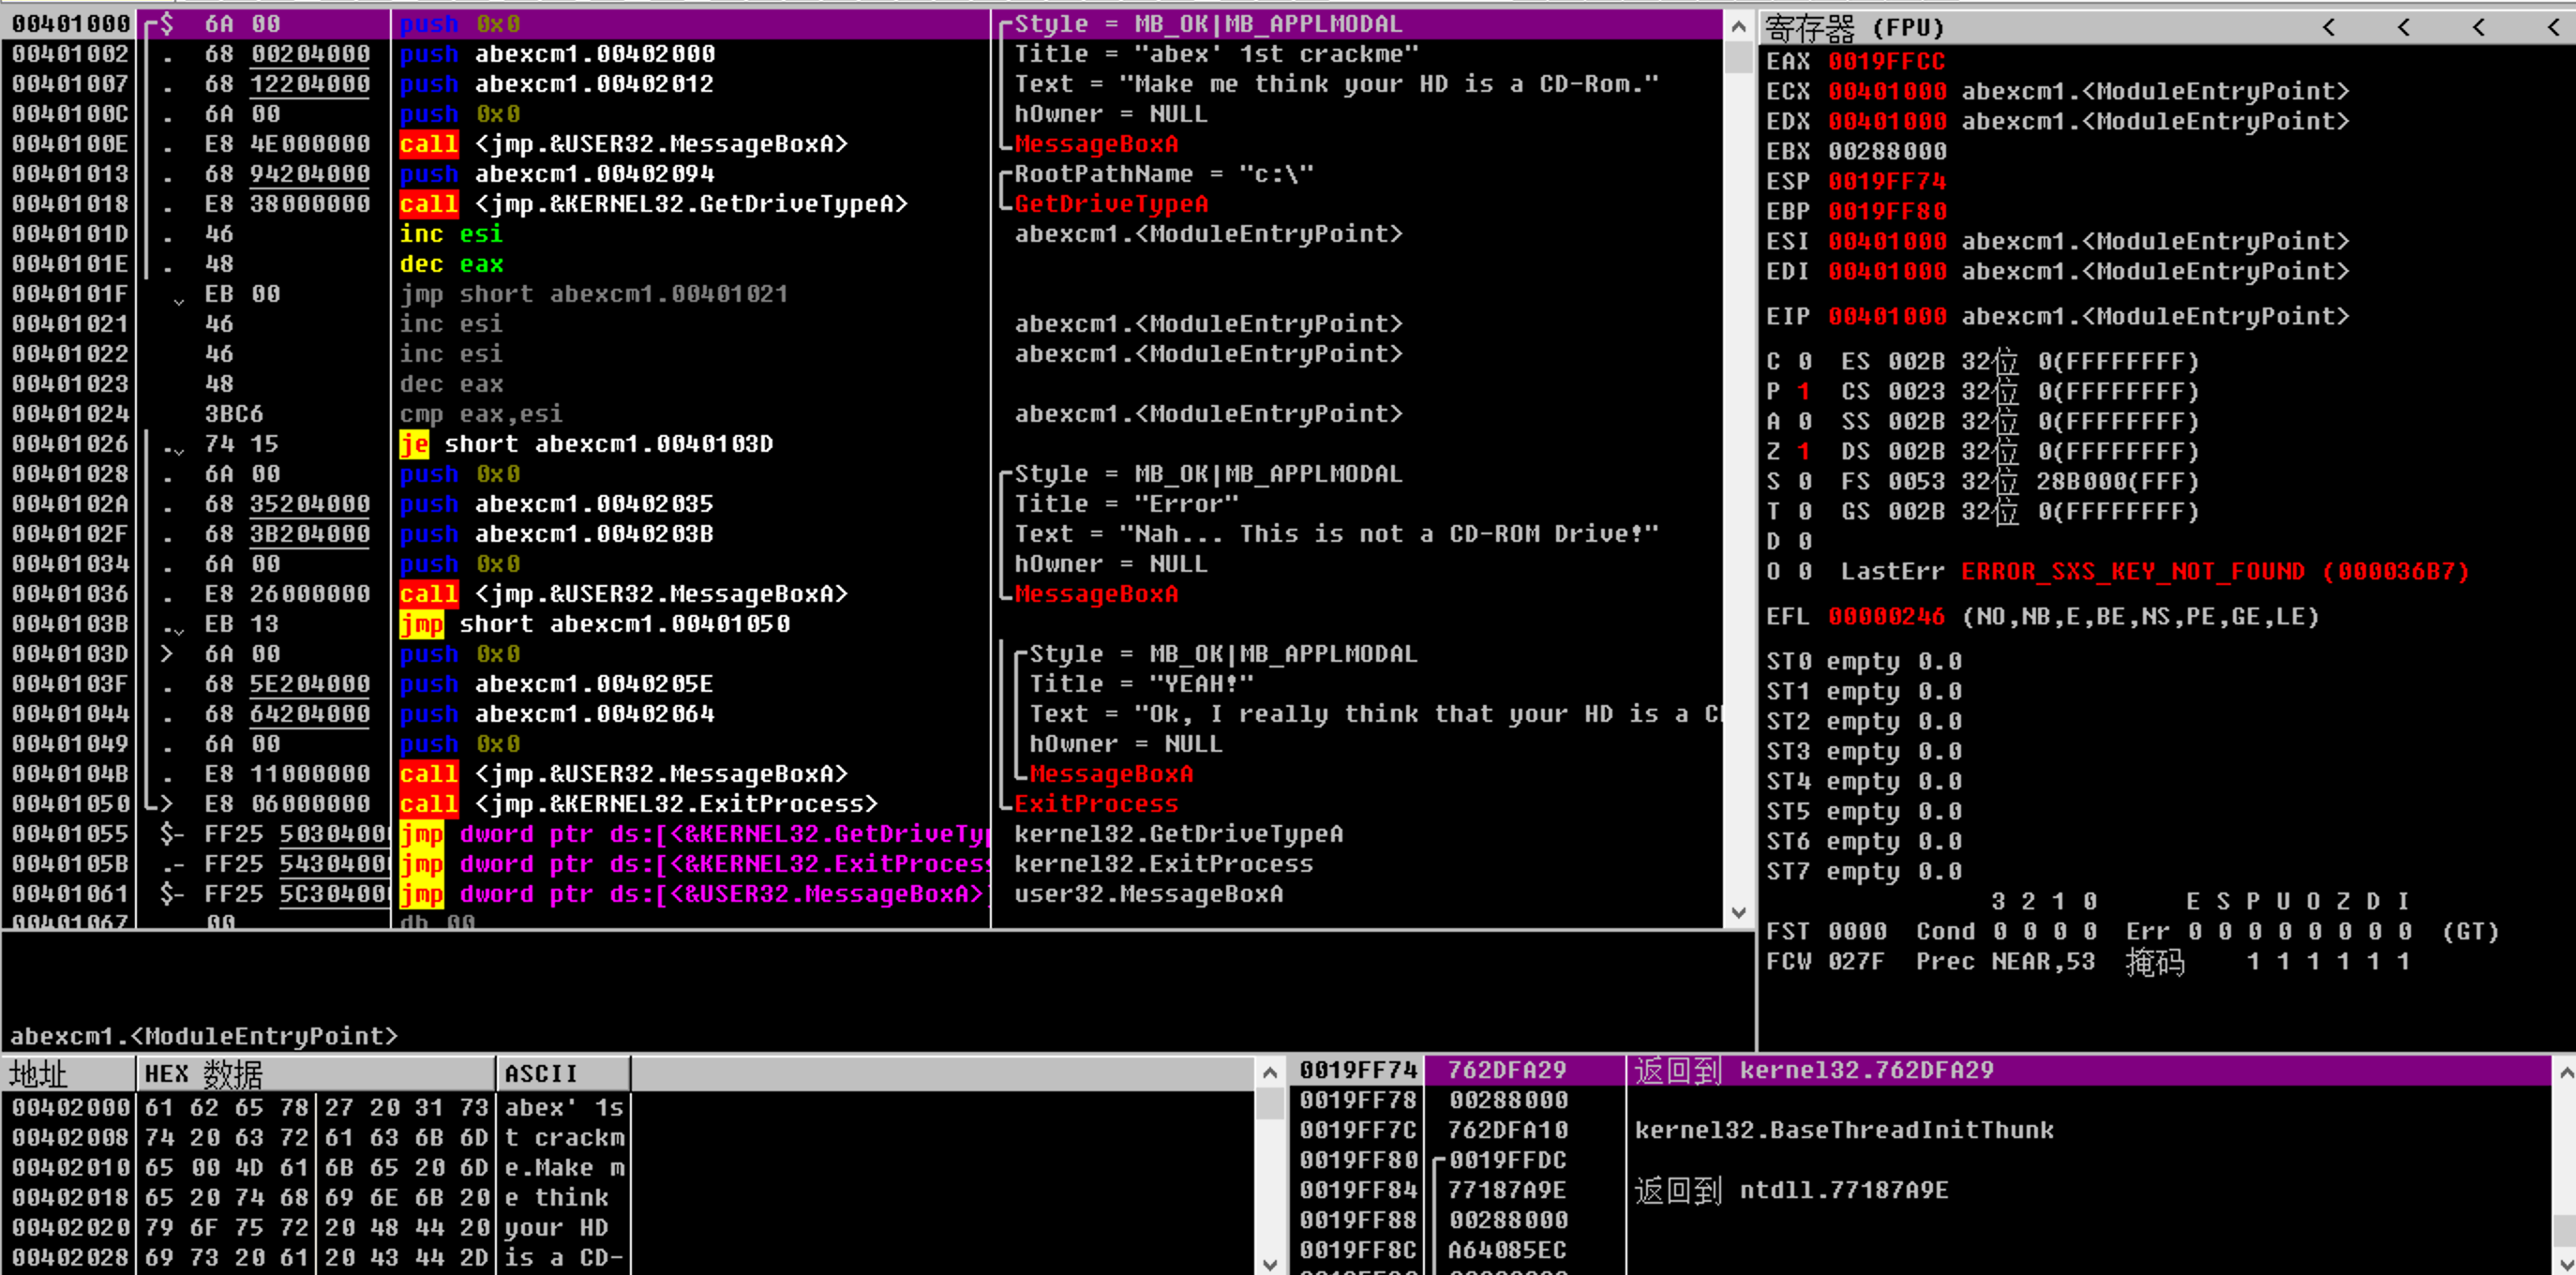 00401000 $ 6A 00 push 0x0 Style = MB_OK|MB_APPLMODAL
00401002 . 68 00204000 push abexcm1.00402000 Title = "abex' 1st crackme"
00401007 . 68 12204000 push abexcm1.00402012 Text = "Make me think your HD is a CD-Rom."
0040100C . 6A 00 push 0x0 hOwner = NULL
0040100E . E8 4E000000 call <jmp.&USER32.MessageBoxA> MessageBoxA
00401013 . 68 94204000 push abexcm1.00402094 RootPathName = "c:\"
00401018 . E8 38000000 call <jmp.&KERNEL32.GetDriveTypeA> GetDriveTypeA
0040101D . 46 inc esi abexcm1.<ModuleEntryPoint>
0040101E . 48 dec eax
0040101F EB 00 jmp short abexcm1.00401021
00401021 46 inc esi abexcm1.<ModuleEntryPoint>
00401022 46 inc esi abexcm1.<ModuleEntryPoint>
00401023 48 dec eax
00401024 3BC6 cmp eax,esi abexcm1.<ModuleEntryPoint>
00401026 . 74 15 je short abexcm1.0040103D
00401028 . 6A 00 push 0x0 Style = MB_OK|MB_APPLMODAL
0040102A . 68 35204000 push abexcm1.00402035 Title = "Error"
0040102F . 68 3B204000 push abexcm1.0040203B Text = "Nah... This is not a CD-ROM Drive!"
00401034 . 6A 00 push 0x0 hOwner = NULL
00401036 . E8 26000000 call <jmp.&USER32.MessageBoxA> MessageBoxA
0040103B . EB 13 jmp short abexcm1.00401050
0040103D > 6A 00 push 0x0 Style = MB_OK|MB_APPLMODAL
0040103F . 68 5E204000 push abexcm1.0040205E Title = "YEAH!"
00401044 . 68 64204000 push abexcm1.00402064 Text = "Ok, I really think that your HD is a C
00401049 . 6A 00 push 0x0 hOwner = NULL
0040104B . E8 11000000 call <jmp.&USER32.MessageBoxA> MessageBoxA
00401050 > E8 06000000 call <jmp.&KERNEL32.ExitProcess> ExitProcess
00401055 $- FF25 5030400 jmp dword ptr ds:[<&KERNEL32.GetDriveTyp kernel32.GetDriveTypeA
0040105B .- FF25 5430400 jmp dword ptr ds:[<&KERNEL32.ExitProcess kernel32.ExitProcess
00401061 $- FF25 5C30400 jmp dword ptr ds:[<&USER32.MessageBoxA>] user32.MessageBoxA
00401067 00 db 00
abexcm1.<ModuleEntryPoint>
寄存器 (FPU) < < < <
EAX 0019FFCC
ECX 00401000 abexcm1.<ModuleEntryPoint>
EDX 00401000 abexcm1.<ModuleEntryPoint>
EBX 00288000
ESP 0019FF74
EBP 0019FF80
ESI 00401000 abexcm1.<ModuleEntryPoint>
EDI 00401000 abexcm1.<ModuleEntryPoint>
EIP 00401000 abexcm1.<ModuleEntryPoint>
C 0 ES 002B 32位 0(FFFFFFFF)
P 1 CS 0023 32位 0(FFFFFFFF)
A 0 SS 002B 32位 0(FFFFFFFF)
Z 1 DS 002B 32位 0(FFFFFFFF)
S 0 FS 0053 32位 28B000(FFF)
T 0 GS 002B 32位 0(FFFFFFFF)
D 0
O 0 LastErr ERROR_SXS_KEY_NOT_FOUND (000036B7)
EFL 00000246 (NO,NB,E,BE,NS,PE,GE,LE)
ST0 empty 0.0
ST1 empty 0.0
ST2 empty 0.0
ST3 empty 0.0
ST4 empty 0.0
ST5 empty 0.0
ST6 empty 0.0
ST7 empty 0.0
3 2 1 0 E S P U O Z D I
FST 0000 Cond 0 0 0 0 Err 0 0 0 0 0 0 0 0 (GT)
FCW 027F Prec NEAR,53 掩码 1 1 1 1 1 1
地址 HEX 数据 ASCII
00402000 61 62 65 78 27 20 31 73 abex' 1s
00402008 74 20 63 72 61 63 6B 6D t crackm
00402010 65 00 4D 61 6B 65 20 6D e.Make m
00402018 65 20 74 68 69 6E 6B 20 e think
00402020 79 6F 75 72 20 48 44 20 your HD
00402028 69 73 20 61 20 43 44 2D is a CD-
0019FF74 762DFA29 返回到 kernel32.762DFA29
0019FF78 00288000
0019FF7C 762DFA10 kernel32.BaseThreadInitThunk
0019FF80 0019FFDC
0019FF84 77187A9E 返回到 ntdll.77187A9E
0019FF88 00288000
0019FF8C A64085EC